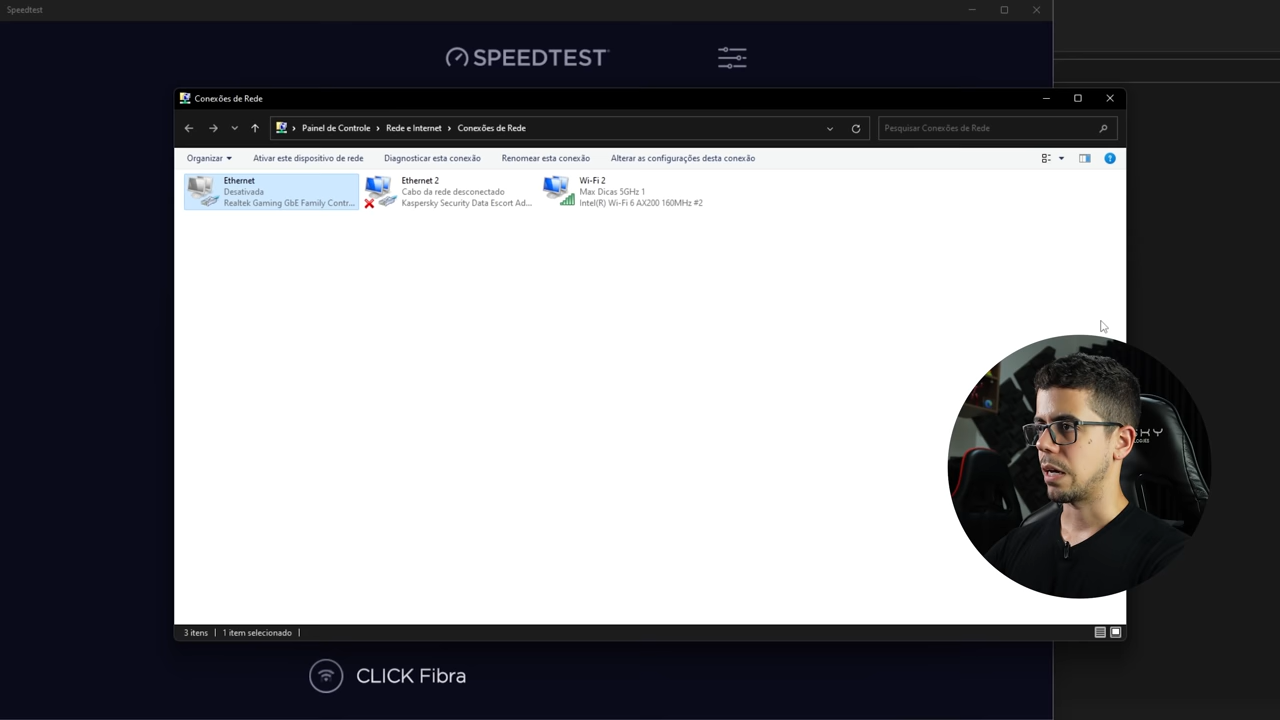 Speedtest
SPEEDTEST
Conexões de Rede
Painel de Controle Rede e Internet Conexões de Rede
Pesquisar Conexões de Rede
Organizar Ativar este dispositivo de rede Diagnosticar esta conexão Renomear esta conexão Alterar as configurações desta conexão
Ethernet
Desativada
Realtek Gaming GbE Family Contr...
Ethernet 2
Cabo da rede desconectado
Kaspersky Security Data Escort Ad...
Wi-Fi 2
Max Dicas 5GHz 1
Intel(R) Wi-Fi 6 AX200 160MHz #2
3 itens 1 item selecionado
CLICK Fibra